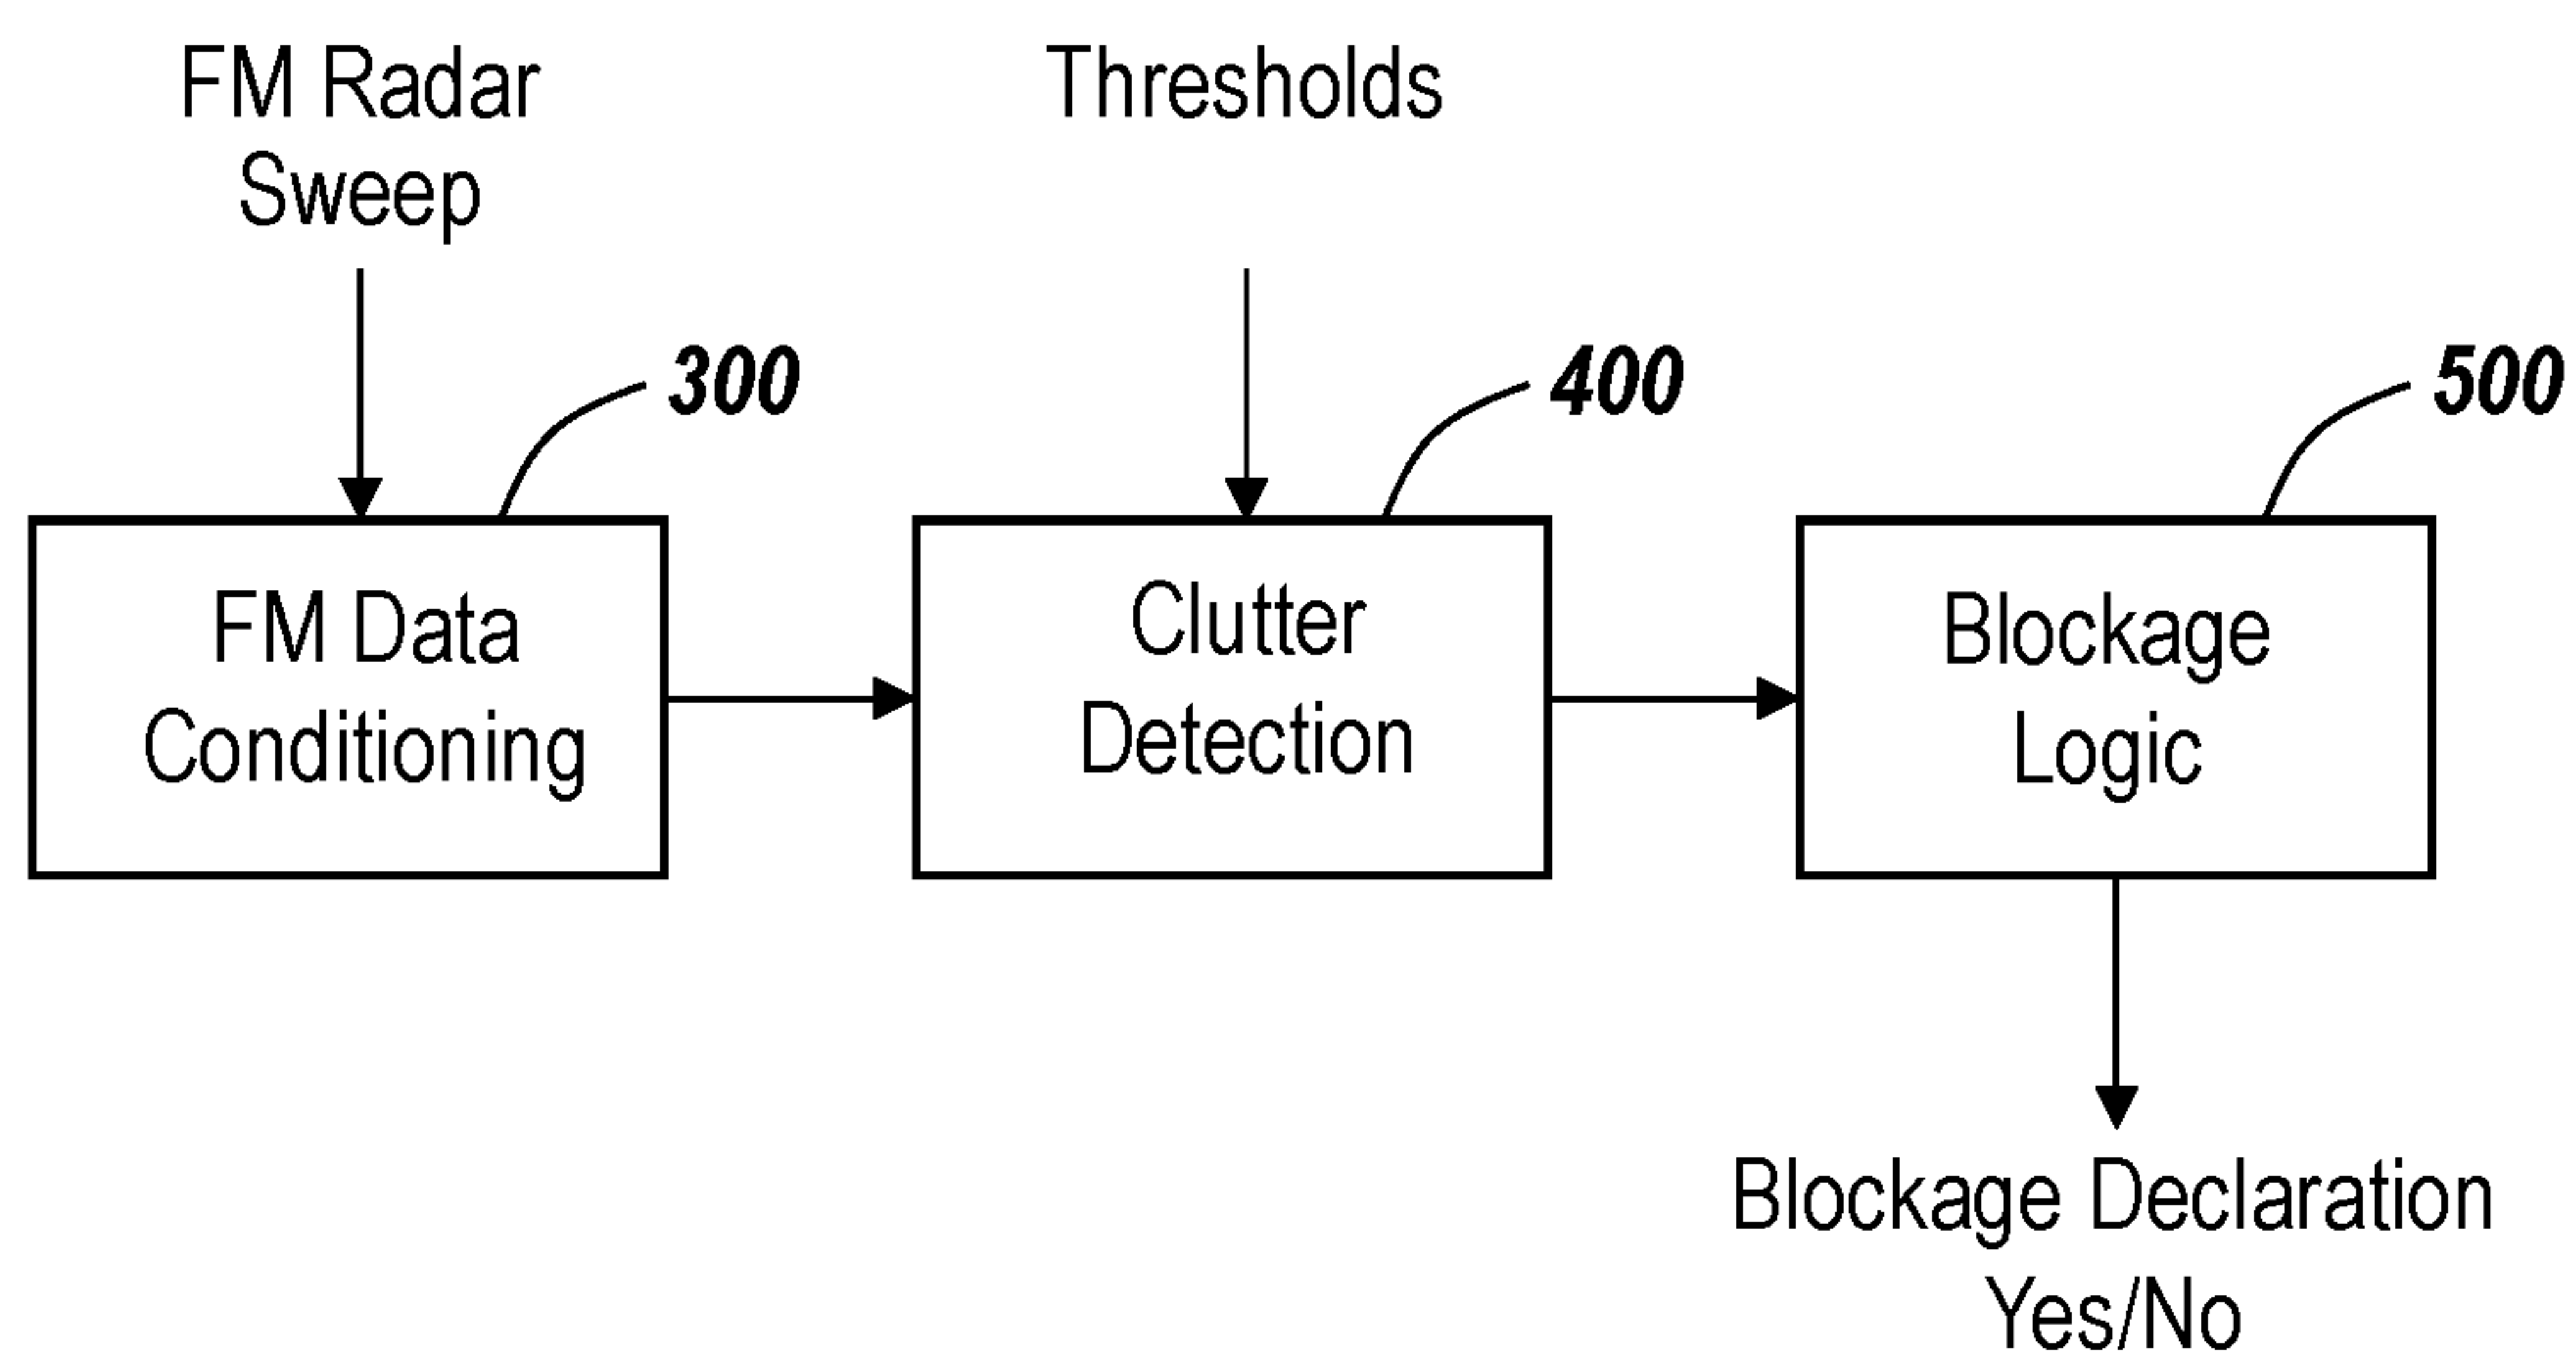 FM Radar
Sweep
Thresholds
300
400
500
FM Data
Conditioning
Clutter
Detection
Blockage
Logic
Blockage Declaration
Yes/No